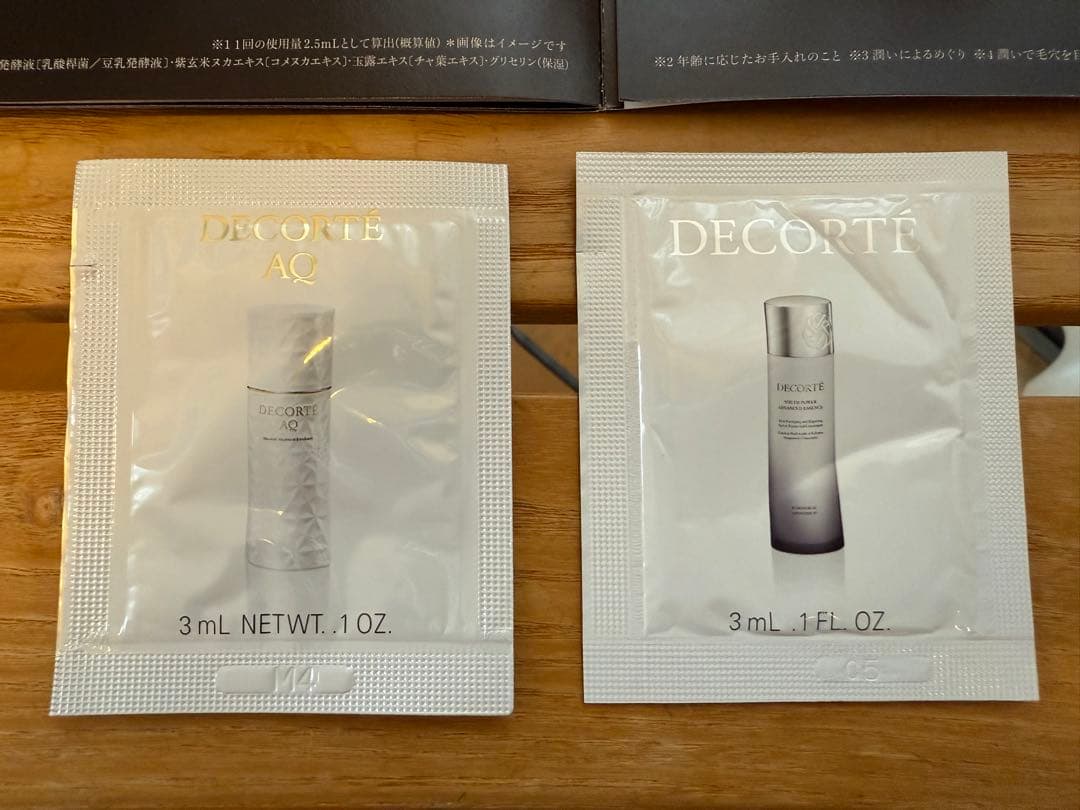 ※1 1回の使用量2.5mLとして算出(概算値) ＊画像はイメージです
発酵液[乳酸桿菌／豆乳発酵液]・紫玄米ヌカエキス[コメヌカエキス]・玉露エキス[チャ葉エキス]・グリセリン(保湿)
※2 年齢に応じたお手入れのこと ※3 潤いによるめぐり ※4 潤いで毛穴を目
DECORTÉ
AQ
DECORTÉ
AQ
3 mL NETWT. .1 OZ.
M4
DECORTÉ
DECORTÉ
YOUTH POWER
ADVANCED ESSENCE
3 mL .1 FL. OZ.
C5